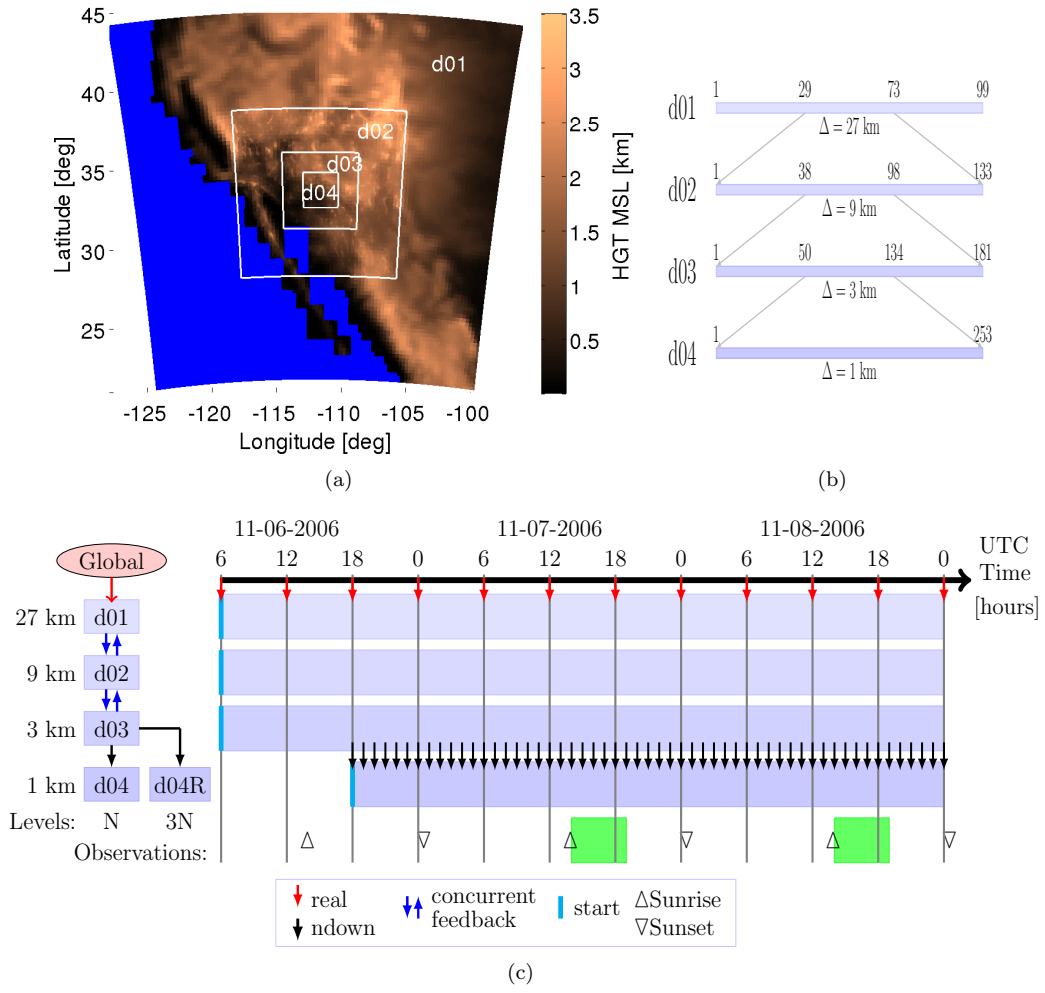 45
40
35
30
25
Latitude [deg]
d01
d02
d03
d04
-125 -120 -115 -110 -105 -100
Longitude [deg]
3.5
3
2.5
2
1.5
1
0.5
HGT MSL [km]
(a)
1 29 73 99
d01
Δ = 27 km
1 38 98 133
d02
Δ = 9 km
1 50 134 181
d03
Δ = 3 km
1 253
d04
Δ = 1 km
(b)
11-06-2006 11-07-2006 11-08-2006
6 12 18 0 6 12 18 0 6 12 18 0
UTC
Time
[hours]
Global
27 km d01
9 km d02
3 km d03
1 km d04 d04R
Levels: N 3N
Observations:
real
ndown
concurrent
feedback
start
△Sunrise
▽Sunset
(c)